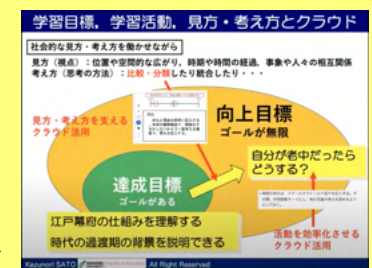 学習目標，学習活動，見方・考え方とクラウド
社会的な見方・考え方を働かせながら
見方（視点）：位置や空間的な広がり，時期や時間の経過，事象や人々の相互関係
考え方（思考の方法）：比較・分類したり統合したり・・・
見方・考え方を支える
クラウド活用
向上目標
ゴールが無限
自分が老中だったら
どうする？
達成目標
ゴールがある
江戸幕府の仕組みを理解する
時代の過渡期の背景を説明できる
活動を効率化させる
クラウド活用
Kazunori SATO
All Right Reserved